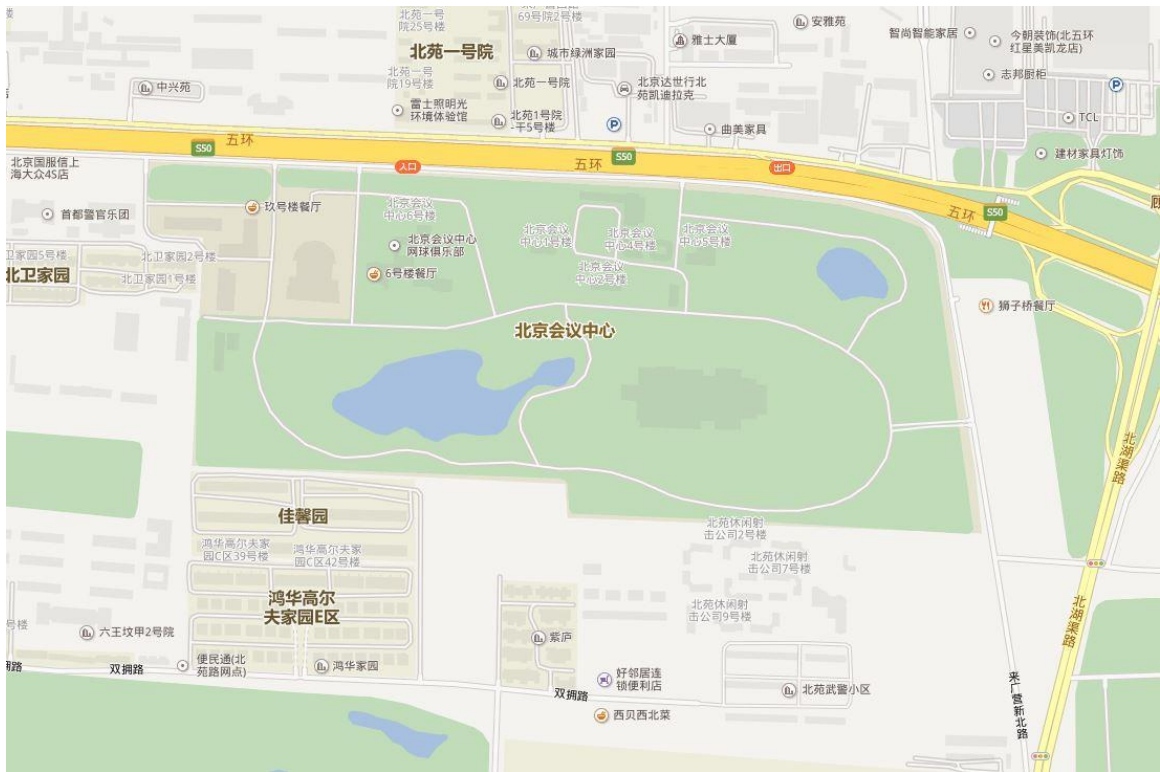 北苑一号
院25号楼
69号院2号楼
安雅苑
智尚智能家居
今朝装饰(北五环
红星美凯龙店)
北苑一号院
城市绿洲家园
雅士大厦
北苑一号
院19号楼
北苑一号院
北京达世行北
苑凯迪拉克
志邦厨柜
P
中兴苑
雷士照明光
环境体验馆
北苑1号院
-干5号楼
P
曲美家具
TCL
五环
S50
五环
S50
建材家具灯饰
入口
出口
北京国服信上
海大众4S店
首都警官乐团
玖号楼餐厅
北京会议
中心6号楼
北京会议
中心1号楼
北京会议
中心4号楼
北京会议
中心5号楼
五环
S50
顾
北京会议中心
网球俱乐部
卫家园5号楼
北卫家园2号楼
北卫家园
北卫家园1号楼
6号楼餐厅
北京会议
中心2号楼
狮子桥餐厅
北京会议中心
北湖渠路
佳馨园
鸿华高尔夫家
园C区39号楼
鸿华高尔夫家
园C区42号楼
北苑休闲射
击公司2号楼
北苑休闲射
击公司7号楼
鸿华高尔
夫家园E区
北苑休闲射
击公司9号楼
北湖渠路
号楼
六王坟甲2号院
紫庐
拥路
双拥路
便民通(北
苑路网点)
鸿华家园
好邻居连
锁便利店
双拥路
北苑武警小区
西贝西北菜
来广营新北路